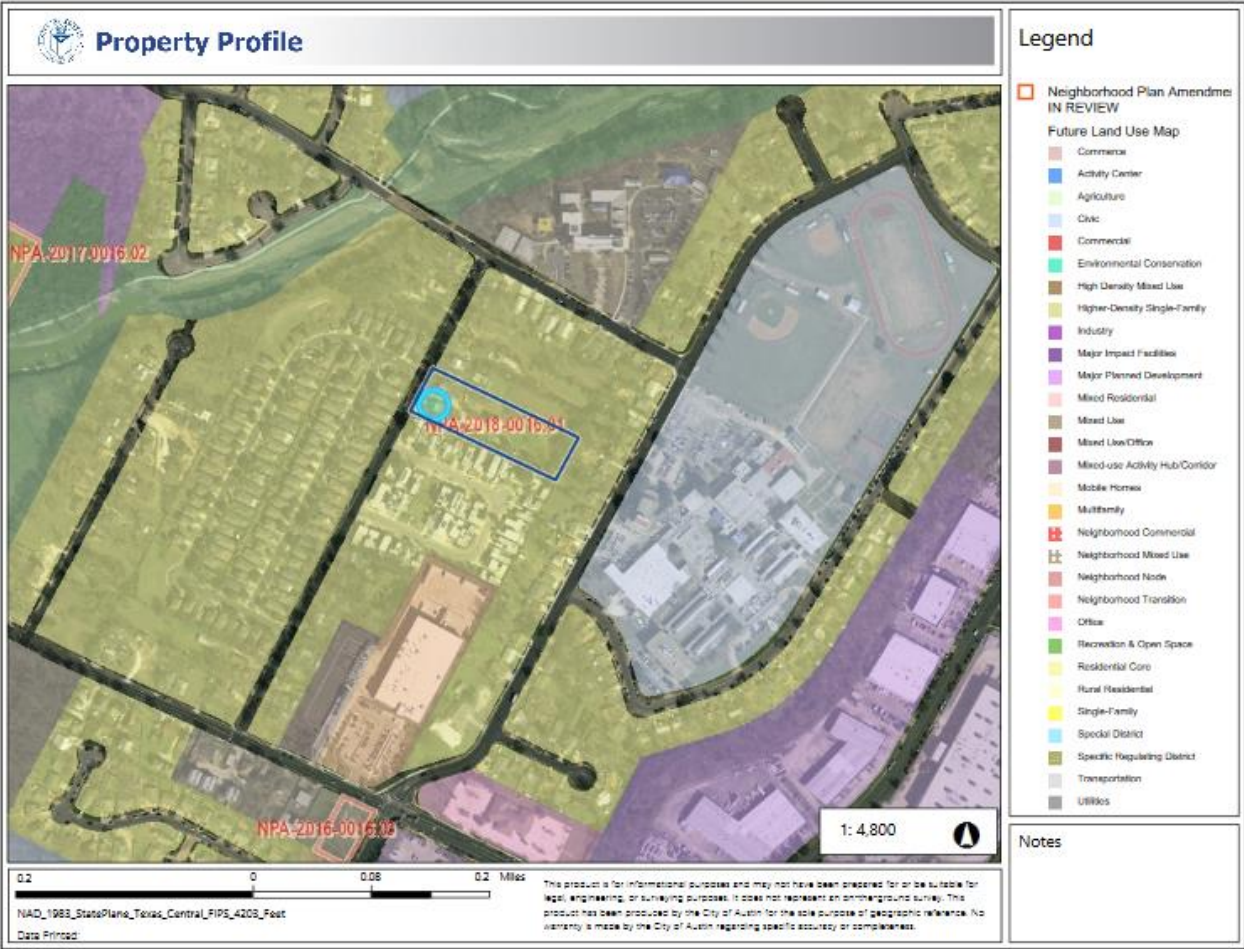 Property Profile
NPA-2017-0016.02
NPA-2018-0016.01
NPA-2016-0016.03
1: 4,800
Legend
Neighborhood Plan Amendme
IN REVIEW
Future Land Use Map
Commerce
Activity Center
Agriculture
Civic
Commercial
Environmental Conservation
High Density Mixed Use
Higher-Density Single-Family
Industry
Major Impact Facilities
Major Planned Development
Mixed Residential
Mixed Use
Mixed Use/Office
Mixed-use Activity Hub/Corridor
Mobile Homes
Multifamily
Neighborhood Commercial
Neighborhood Mixed Use
Neighborhood Node
Neighborhood Transition
Office
Recreation & Open Space
Residential Core
Rural Residential
Single-Family
Special District
Specific Regulating District
Transportation
Utilities
Notes
0.2 0 0.08 0.2 Miles
NAD_1983_StatePlane_Texas_Central_FIPS_4203_Feet
Date Printed:
This product is for informational purposes and may not have been prepared for or be suitable for
legal, engineering, or surveying purposes. It does not represent an on-the-ground survey. This
product has been produced by the City of Austin for the sole purpose of geographic reference. No
warranty is made by the City of Austin regarding specific accuracy or completeness.